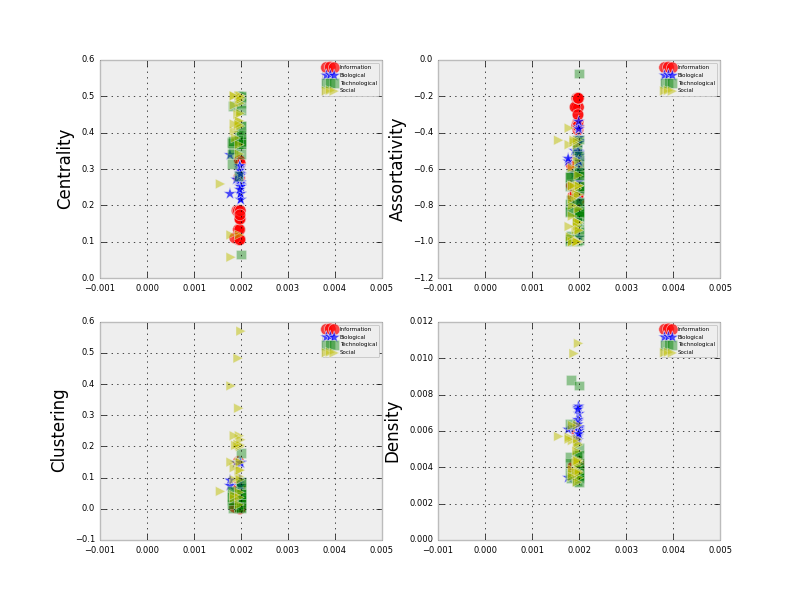 0.6
0.5
0.4
0.3
0.2
0.1
0.0
−0.001 0.000 0.001 0.002 0.003 0.004 0.005
Centrality
Information
Biological
Technological
Social
0.0
−0.2
−0.4
−0.6
−0.8
−1.0
−1.2
−0.001 0.000 0.001 0.002 0.003 0.004 0.005
Assortativity
Information
Biological
Technological
Social
0.6
0.5
0.4
0.3
0.2
0.1
0.0
−0.1
−0.001 0.000 0.001 0.002 0.003 0.004 0.005
Clustering
Information
Biological
Technological
Social
0.012
0.010
0.008
0.006
0.004
0.002
0.000
−0.001 0.000 0.001 0.002 0.003 0.004 0.005
Density
Information
Biological
Technological
Social